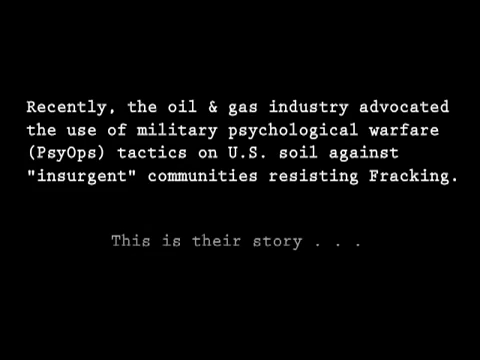 Recently, the oil & gas industry advocated
the use of military psychological warfare
(PsyOps) tactics on U.S. soil against
"insurgent" communities resisting Fracking.
This is their story . . .